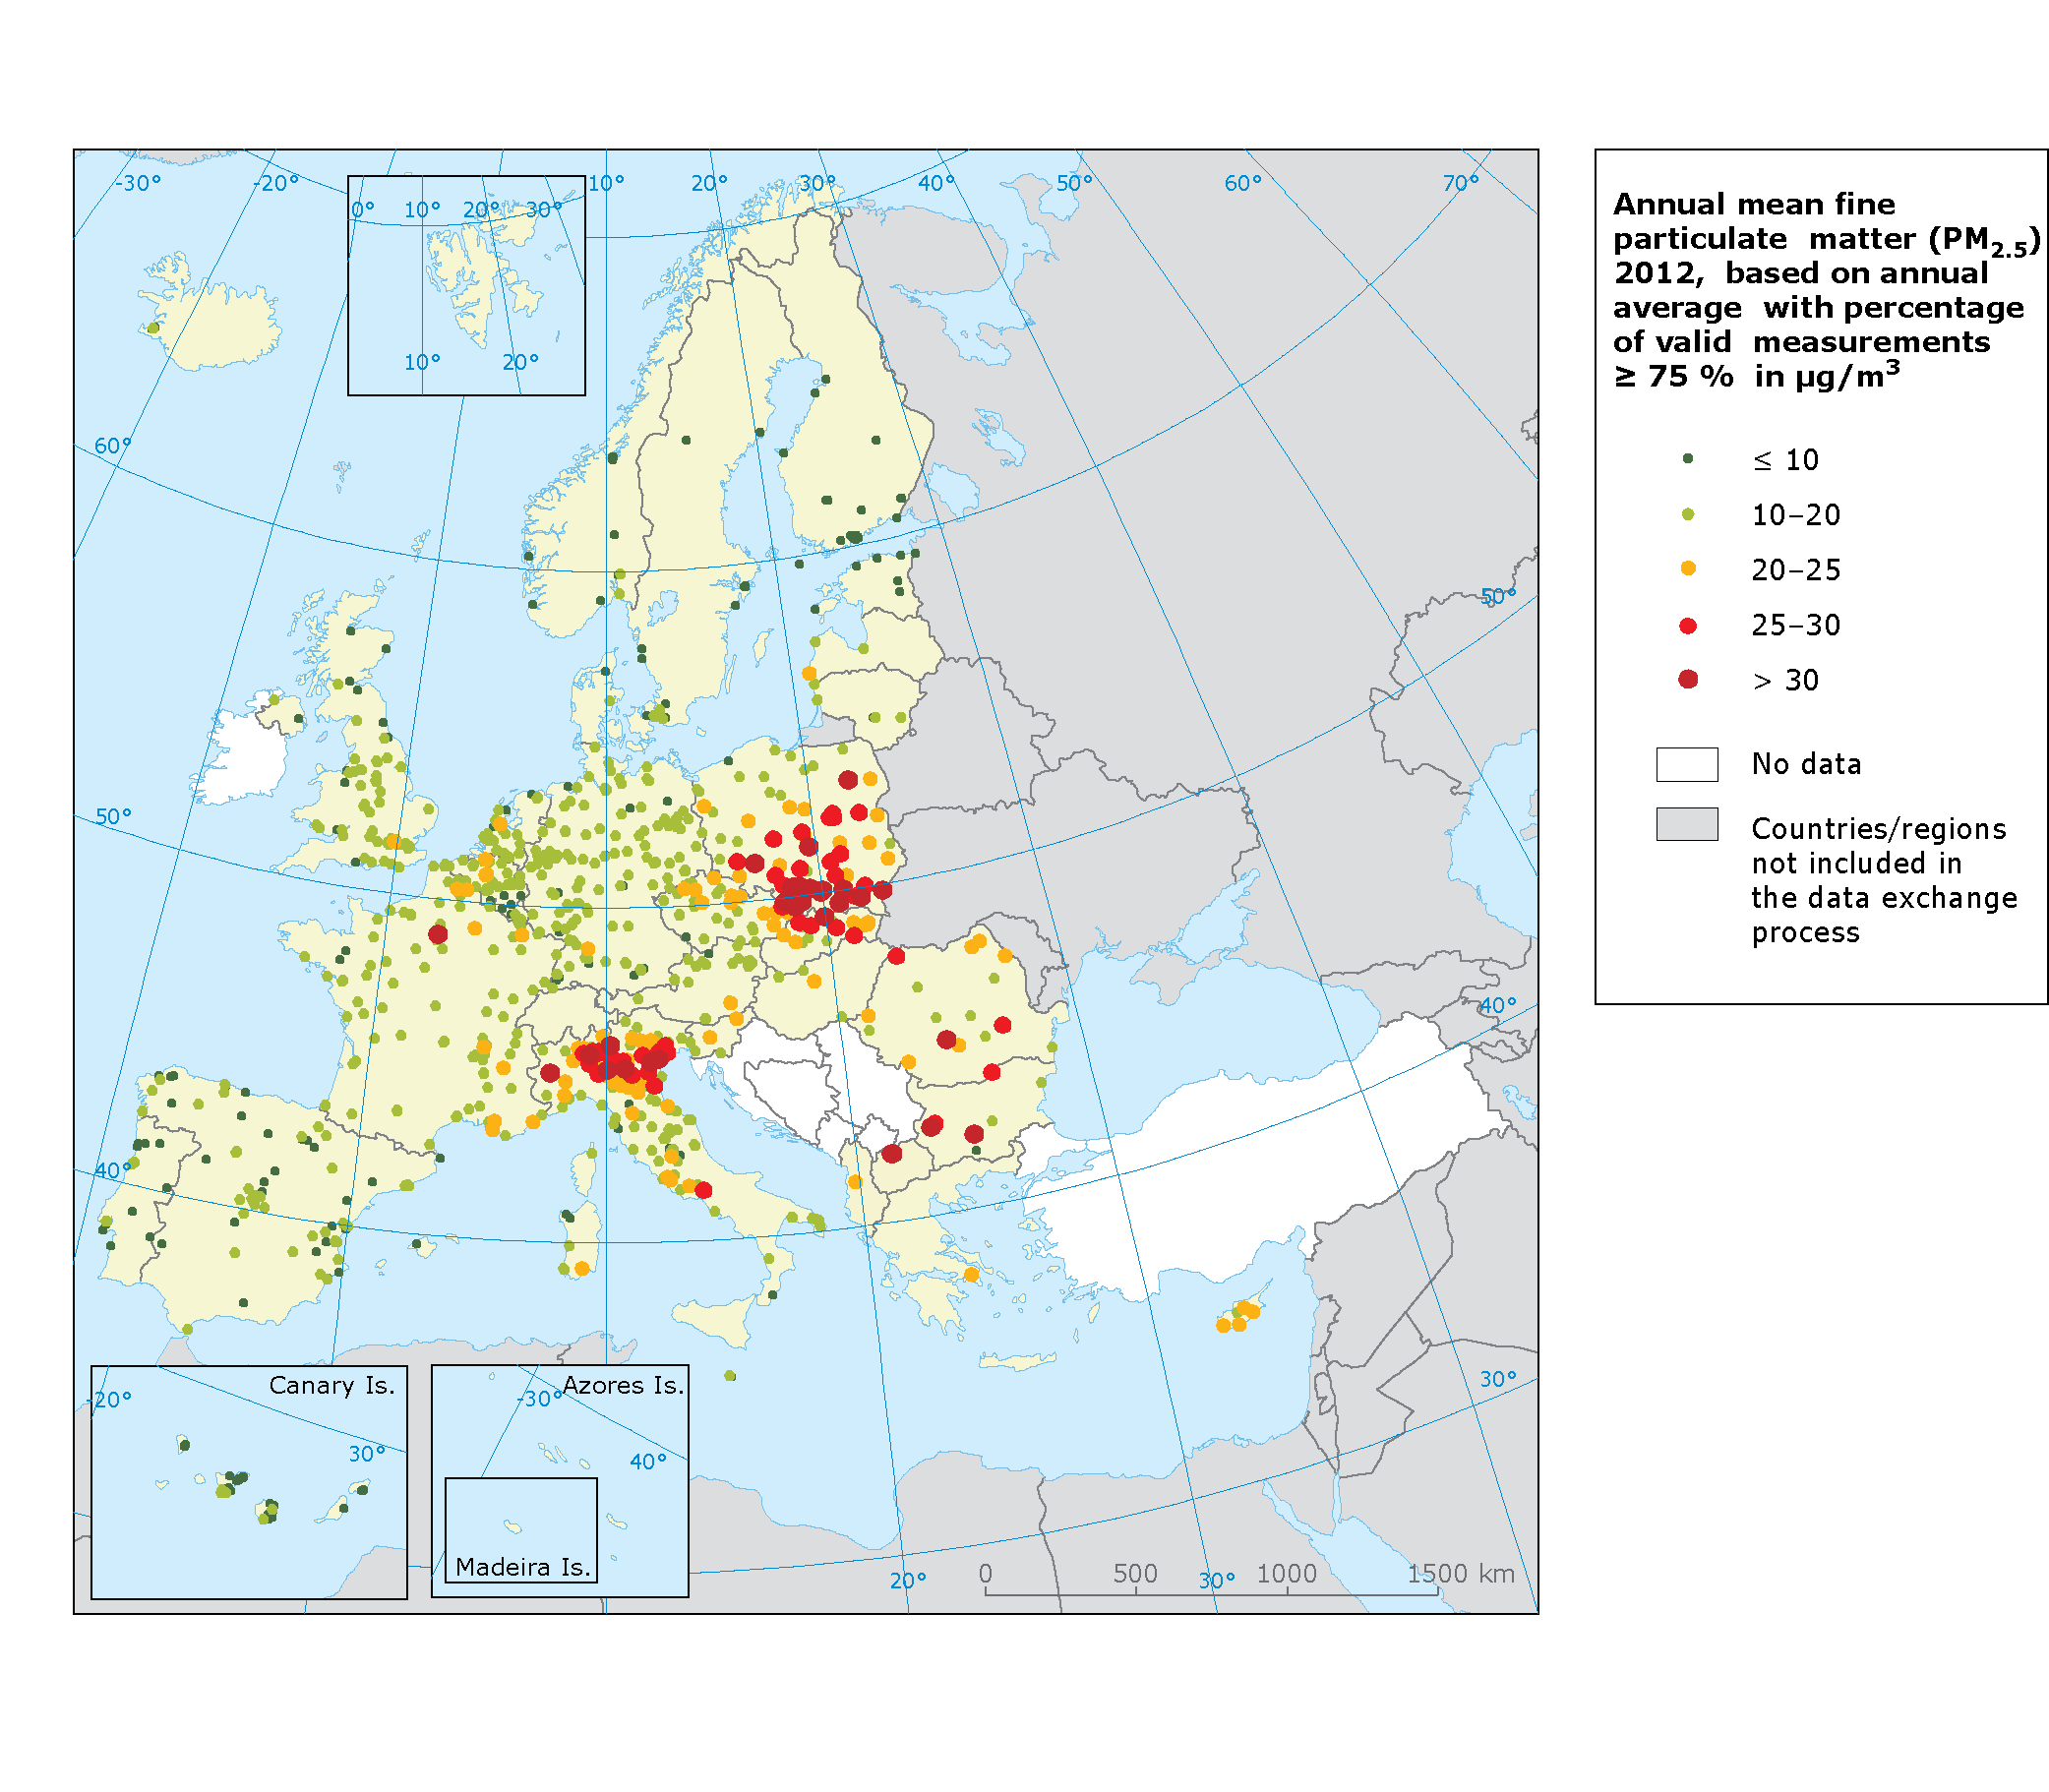 -30°
-20°
10°
20°
30°
40°
50°
60°
70°
0°
10°
20°
30°
10°
20°
60°
50°
40°
50°
40°
30°
Canary Is.
-20°
30°
Azores Is.
-30°
40°
Madeira Is.
20°
30°
0 500 1000 1500 km
Annual mean fine
particulate matter (PM2.5)
2012, based on annual
average with percentage
of valid measurements
≥ 75 % in µg/m³
≤ 10
10–20
20–25
25–30
> 30
No data
Countries/regions
not included in
the data exchange
process